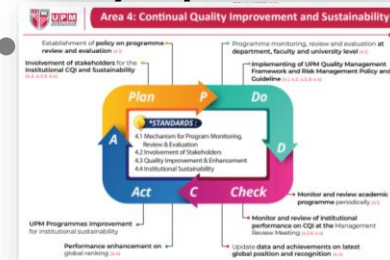 UPM
Area 4: Continual Quality Improvement and Sustainability
Establishment of policy on programme
review and evaluation (4.1)
Involvement of stakeholders for the
Institutional CQI and Sustainability
Programme monitoring, review and evaluation at
department, faculty and university level
Implementing of UPM Quality Management
Framework and Risk Management Policy and
Guideline
Plan P Do
*STANDARDS:
4.1 Mechanism for Program Monitoring,
Review & Evaluation
4.2 Involvement of Stakeholders
4.3 Quality Improvement & Enhancement
4.4 Institutional Sustainability
A
D
Act C Check
Monitor and review academic
programme periodically
UPM Programmes Improvement
for institutional sustainability
Monitor and review of institutional
performance on CQI at the Management
Review Meeting
Performance enhancement on
global ranking
Update data and achievements on latest
global position and recognition